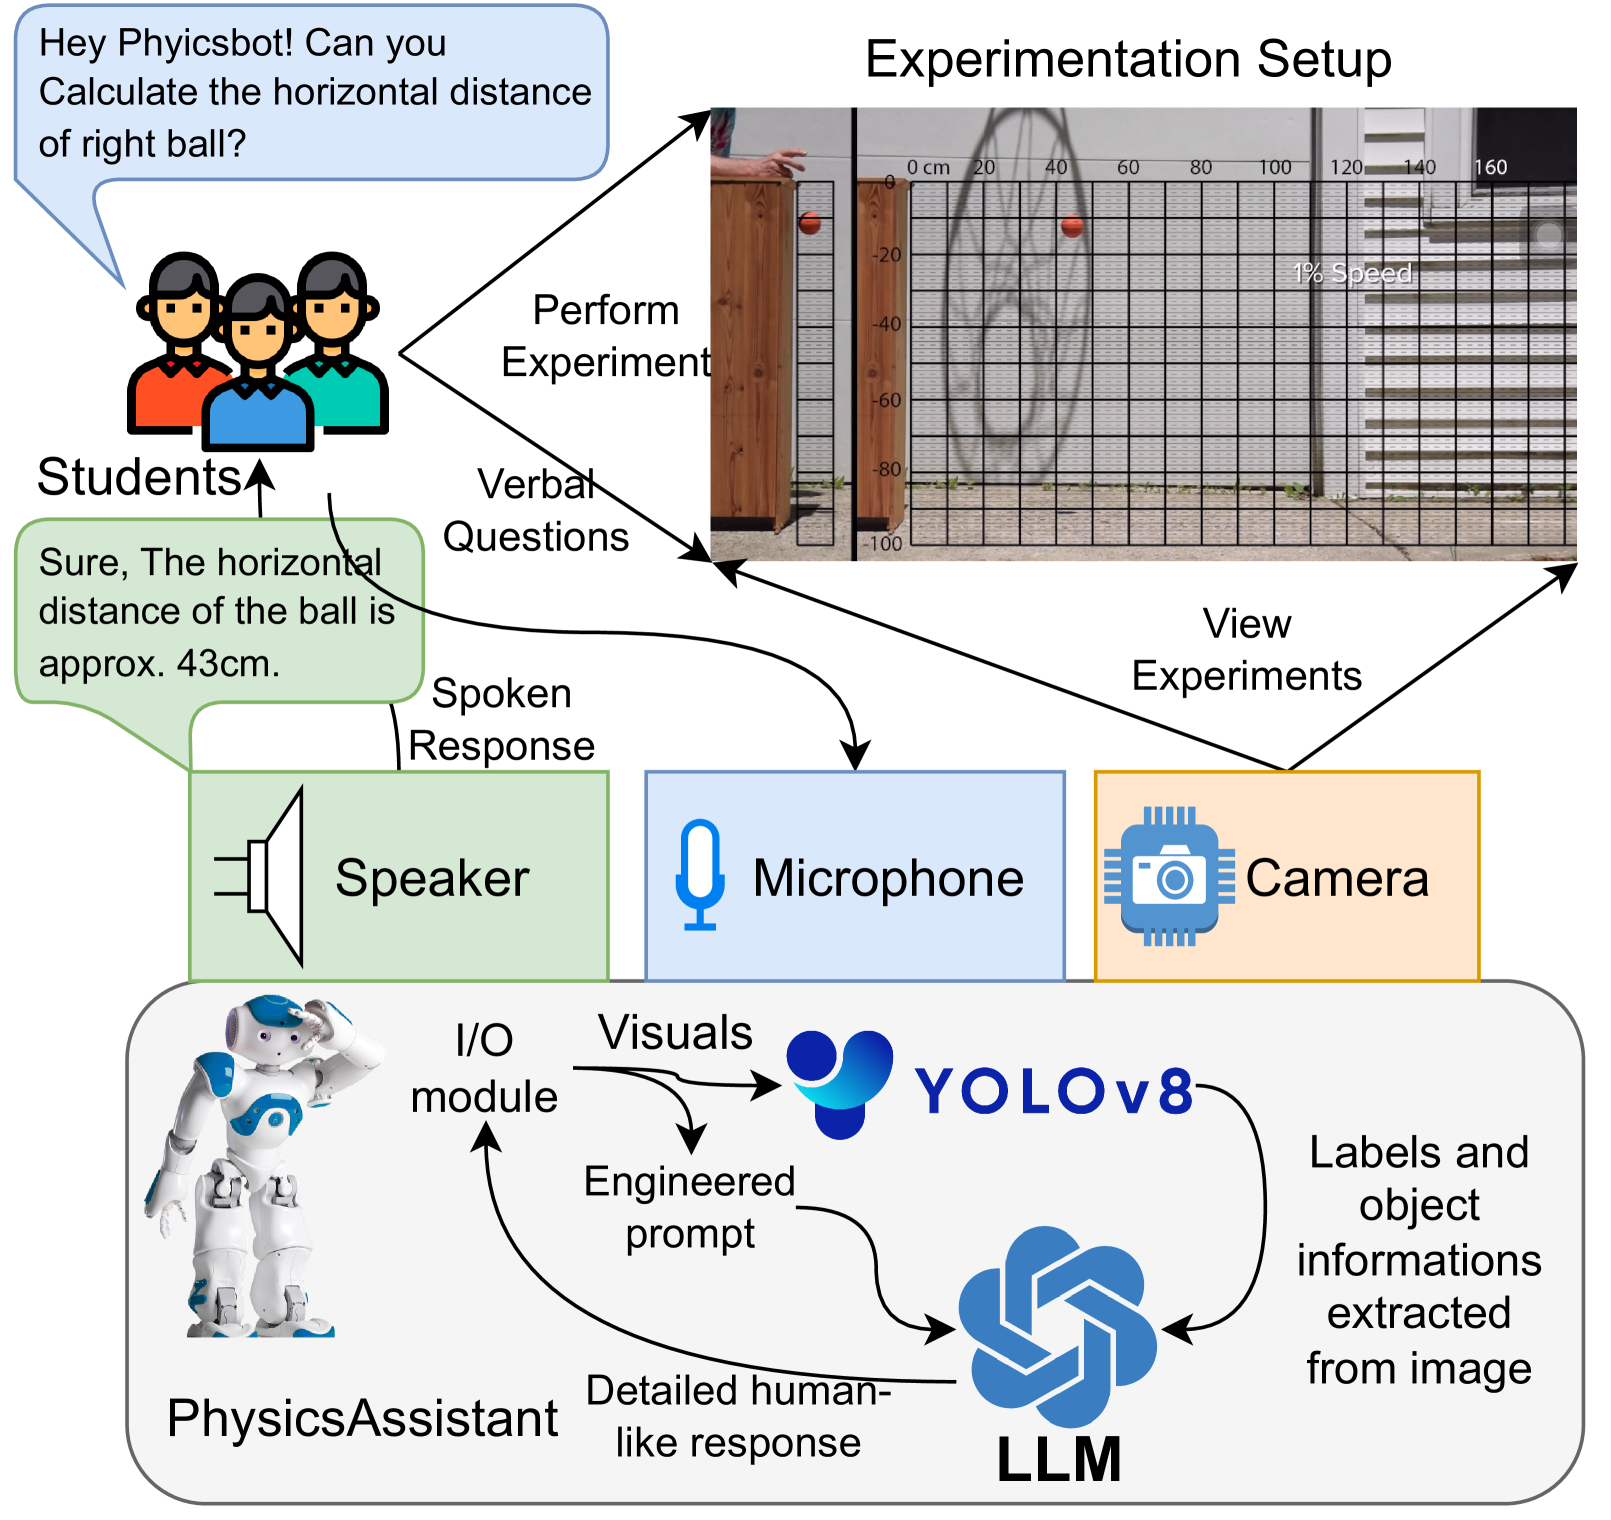 Hey Phyicsbot! Can you
Calculate the horizontal distance
of right ball?
Experimentation Setup
0 cm 20 40 60 80 100 120 140 160
0
-20
-40
-60
-80
-100
1% Speed
Perform
Experiment
Verbal
Questions
Students
Sure, The horizontal
distance of the ball is
approx. 43cm.
Spoken
Response
View
Experiments
Speaker
Microphone
Camera
I/O
module
Visuals
YOLOv8
Engineered
prompt
Labels and
object
informations
extracted
from image
Detailed human-
like response
PhysicsAssistant
LLM